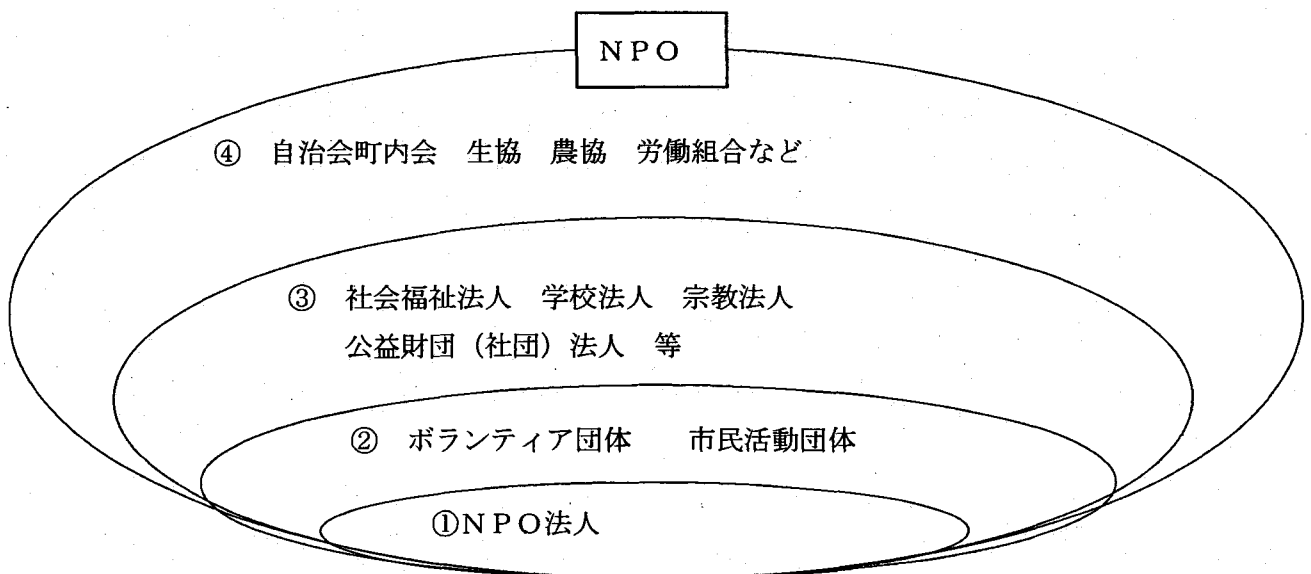 NPO
④ 自治会町内会 生協 農協 労働組合など
③ 社会福祉法人 学校法人 宗教法人
公益財団(社団)法人 等
② ボランティア団体 市民活動団体
①NPO法人